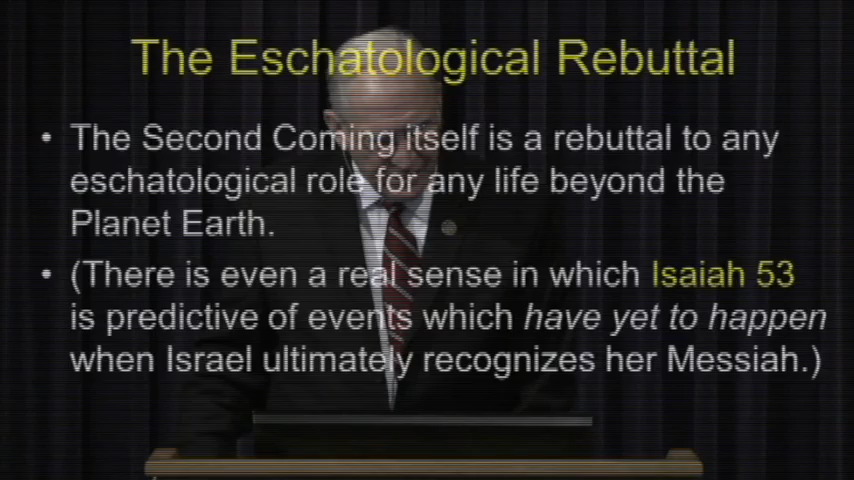 The Eschatological Rebuttal
• The Second Coming itself is a rebuttal to any
eschatological role for any life beyond the
Planet Earth.
• (There is even a real sense in which Isaiah 53
is predictive of events which have yet to happen
when Israel ultimately recognizes her Messiah.)